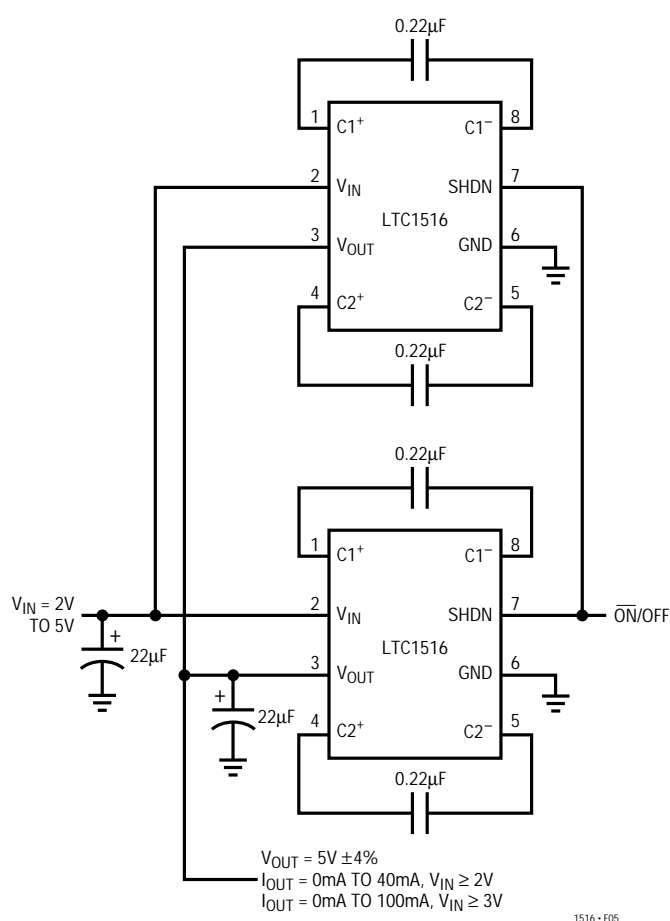 0.22µF
1 C1+ C1− 8
2 VIN SHDN 7
LTC1516
3 VOUT GND 6
4 C2+ C2− 5
0.22µF
0.22µF
1 C1+ C1− 8
VIN = 2V
TO 5V
2 VIN SHDN 7
ON/OFF
+
22µF
LTC1516
3 VOUT GND 6
+
22µF
4 C2+ C2− 5
0.22µF
VOUT = 5V ±4%
IOUT = 0mA TO 40mA, VIN ≥ 2V
IOUT = 0mA TO 100mA, VIN ≥ 3V
1516 • F05